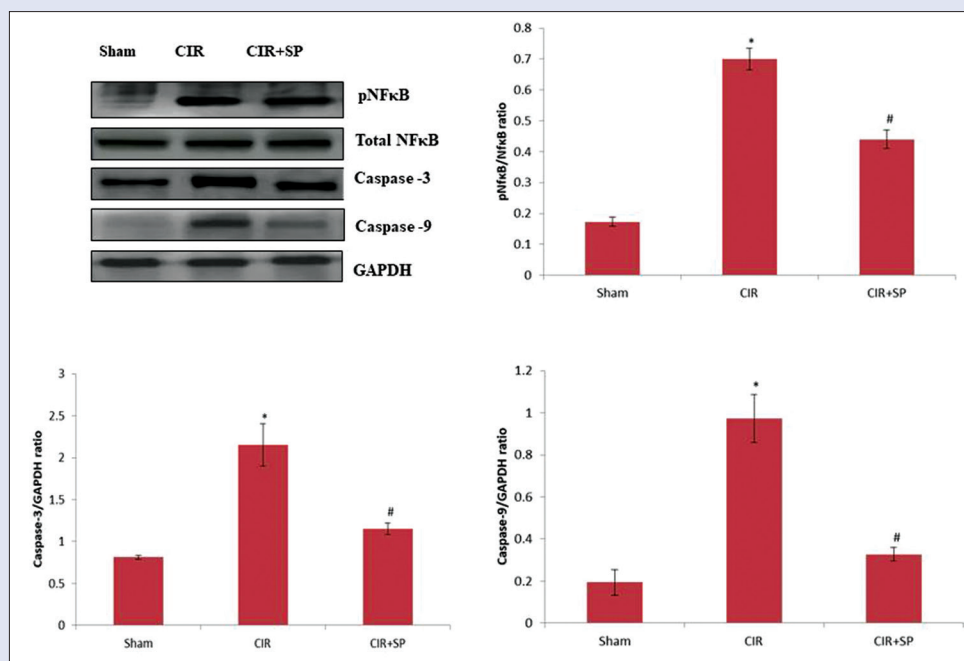 Sham CIR CIR+SP
pNFκB
Total NFκB
Caspase -3
Caspase -9
GAPDH
0.8
0.7
0.6
0.5
0.4
0.3
0.2
0.1
0
pNfκB/NfκB ratio
*
#
Sham CIR CIR+SP
3
2.5
2
1.5
1
0.5
0
Caspase-3/GAPDH ratio
*
#
Sham CIR CIR+SP
1.2
1
0.8
0.6
0.4
0.2
0
Caspase-9/GAPDH ratio
*
#
Sham CIR CIR+SP